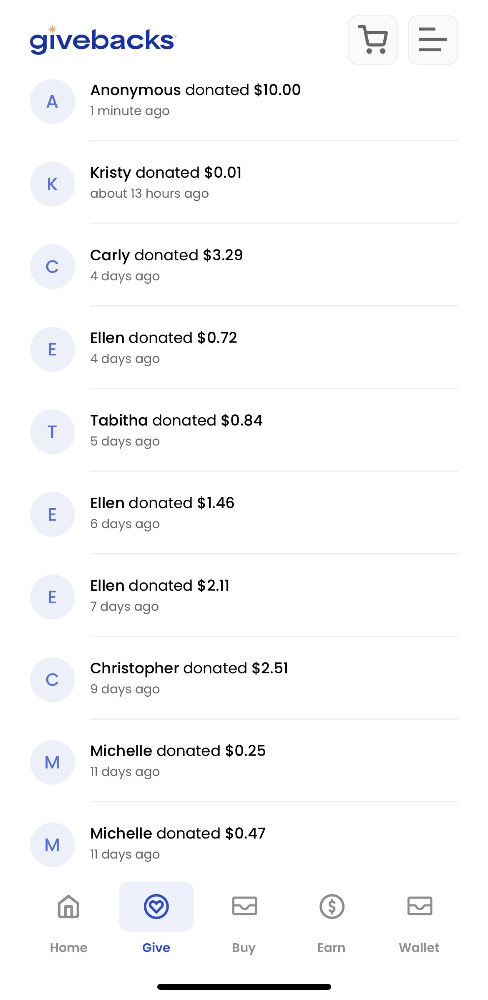 givebacks®
A
Anonymous donated $10.00
1 minute ago
K
Kristy donated $0.01
about 13 hours ago
C
Carly donated $3.29
4 days ago
E
Ellen donated $0.72
4 days ago
T
Tabitha donated $0.84
5 days ago
E
Ellen donated $1.46
6 days ago
E
Ellen donated $2.11
7 days ago
C
Christopher donated $2.51
9 days ago
M
Michelle donated $0.25
11 days ago
M
Michelle donated $0.47
11 days ago
Home Give Buy Earn Wallet